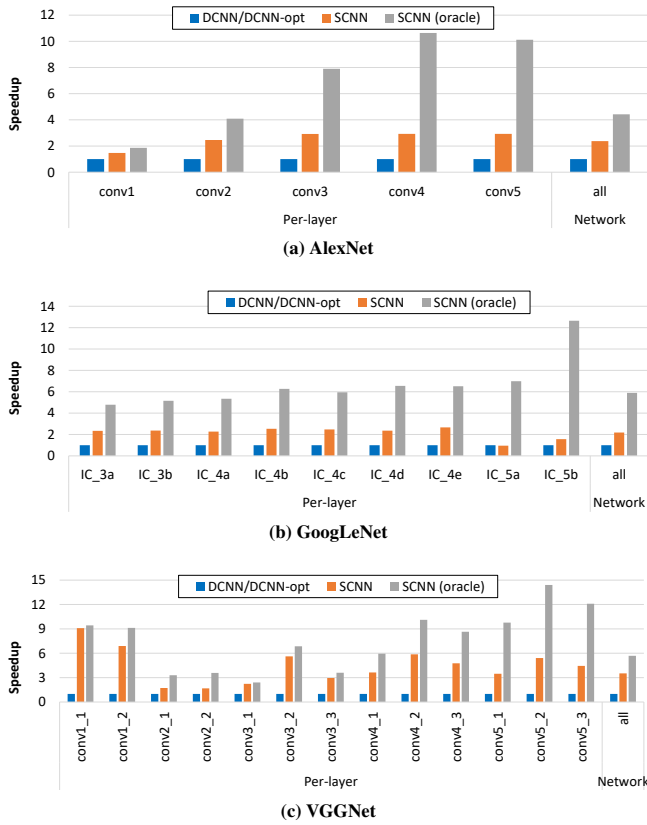 DCNN/DCNN-opt SCNN SCNN (oracle)
12
10
8
6
4
2
0
Speedup
conv1 conv2 conv3 conv4 conv5 all
Per-layer Network
(a) AlexNet
DCNN/DCNN-opt SCNN SCNN (oracle)
14
12
10
8
6
4
2
0
Speedup
IC_3a IC_3b IC_4a IC_4b IC_4c IC_4d IC_4e IC_5a IC_5b all
Per-layer Network
(b) GoogLeNet
DCNN/DCNN-opt SCNN SCNN (oracle)
15
12
9
6
3
0
Speedup
conv1_1 conv1_2 conv2_1 conv2_2 conv3_1 conv3_2 conv3_3 conv4_1 conv4_2 conv4_3 conv5_1 conv5_2 conv5_3 all
Per-layer Network
(c) VGGNet